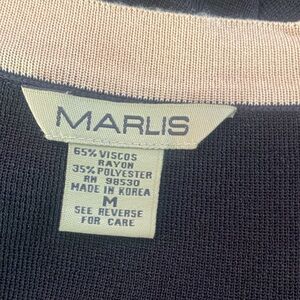 MARLIS
65% VISCOS
RAYON
35% POLYESTER
RN 98530
MADE IN KOREA
M
SEE REVERSE
FOR CARE